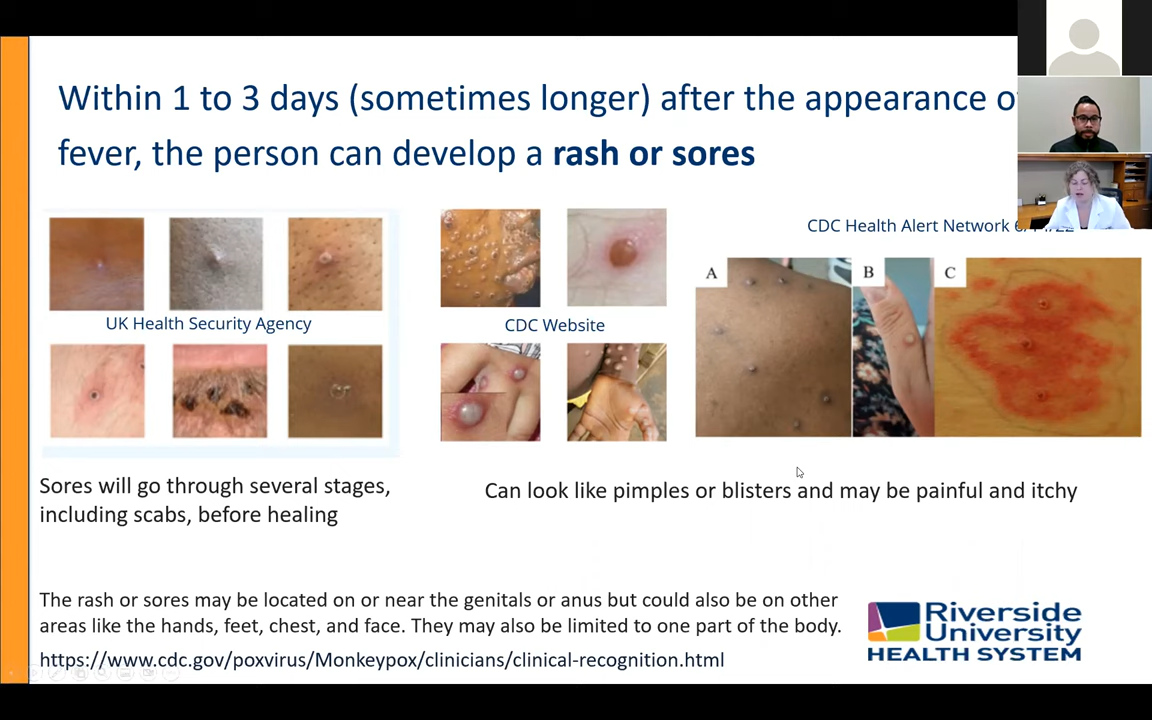 Within 1 to 3 days (sometimes longer) after the appearance
fever, the person can develop a rash or sores
CDC Health Alert Network
A
B
C
UK Health Security Agency
CDC Website
Sores will go through several stages,
including scabs, before healing
Can look like pimples or blisters and may be painful and itchy
The rash or sores may be located on or near the genitals or anus but could also be on other
areas like the hands, feet, chest, and face. They may also be limited to one part of the body.
https://www.cdc.gov/poxvirus/Monkeypox/clinicians/clinical-recognition.html
Riverside
University
HEALTH SYSTEM